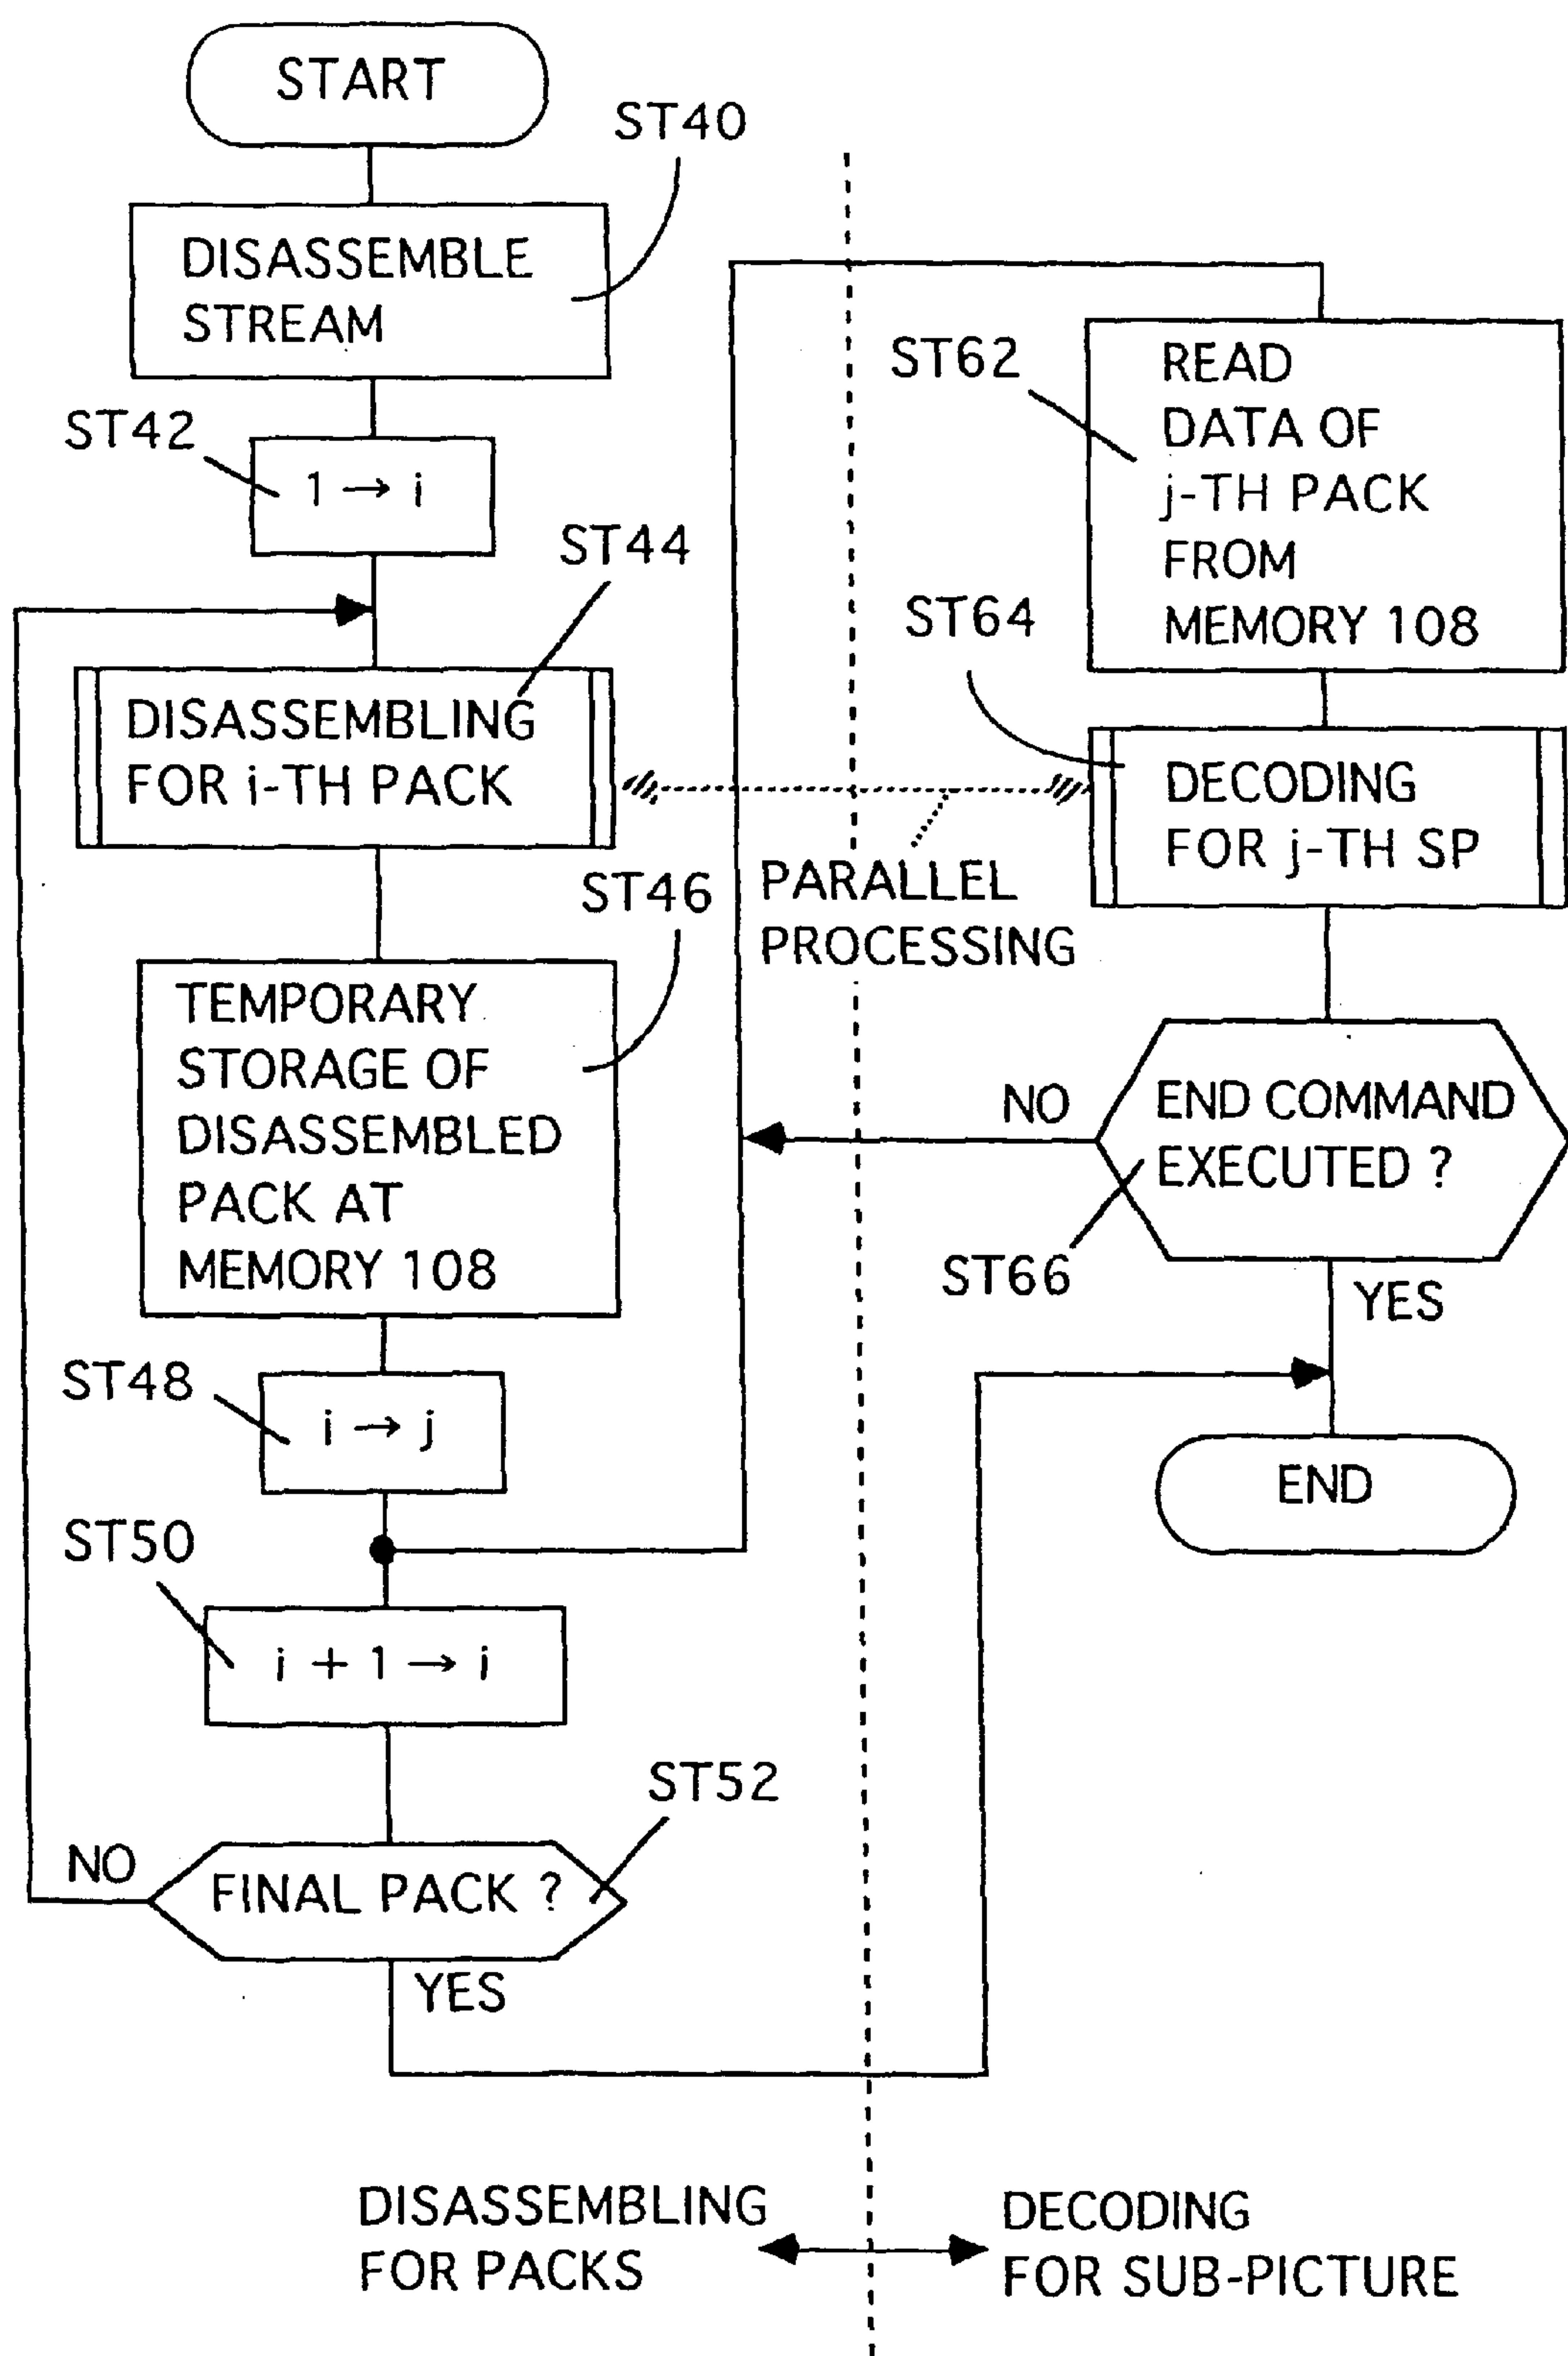 START
ST40
DISASSEMBLE
STREAM
ST42
1 → i
ST44
DISASSEMBLING
FOR i-TH PACK
ST46
TEMPORARY
STORAGE OF
DISASSEMBLED
PACK AT
MEMORY 108
ST48
i → j
ST50
i + 1 → i
ST52
NO
FINAL PACK ?
YES
ST62
READ
DATA OF
j-TH PACK
FROM
MEMORY 108
ST64
DECODING
FOR j-TH SP
PARALLEL
PROCESSING
NO
END COMMAND
EXECUTED ?
ST66
YES
END
DISASSEMBLING
FOR PACKS
DECODING
FOR SUB-PICTURE